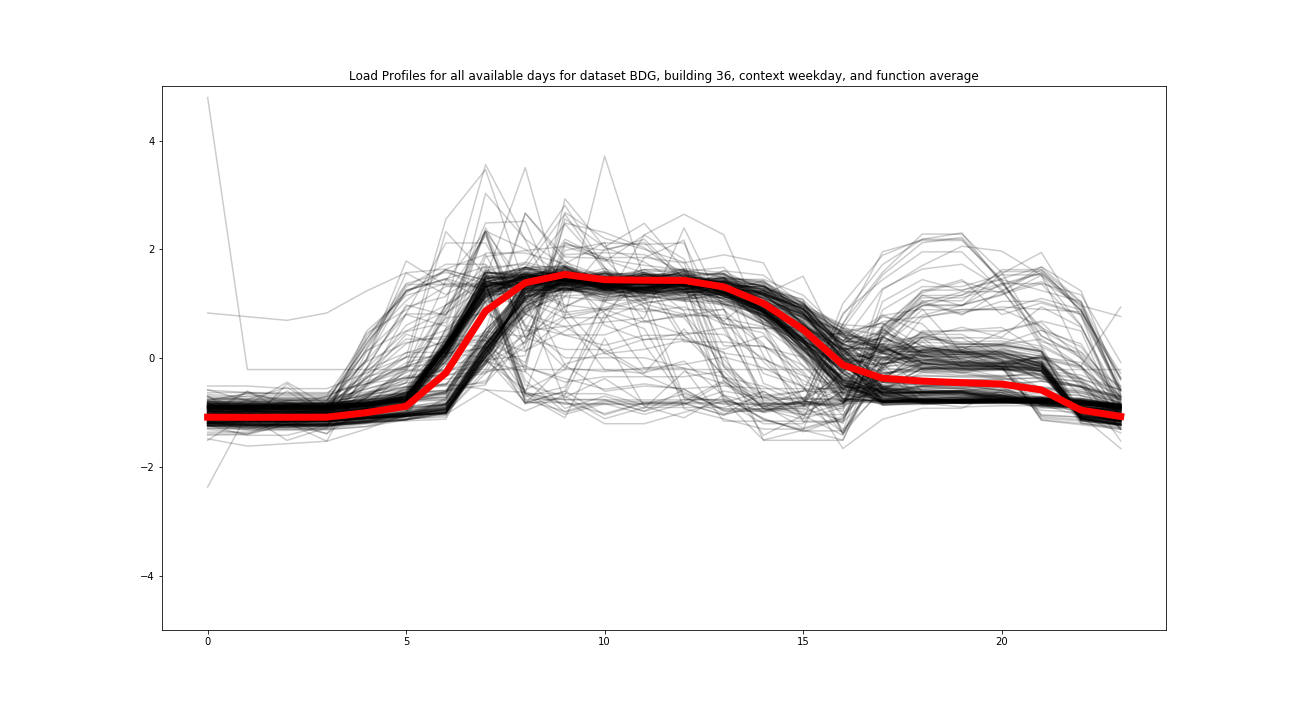 Load Profiles for all available days for dataset BDG, building 36, context weekday, and function average
4
2
0
−2
−4
0 5 10 15 20